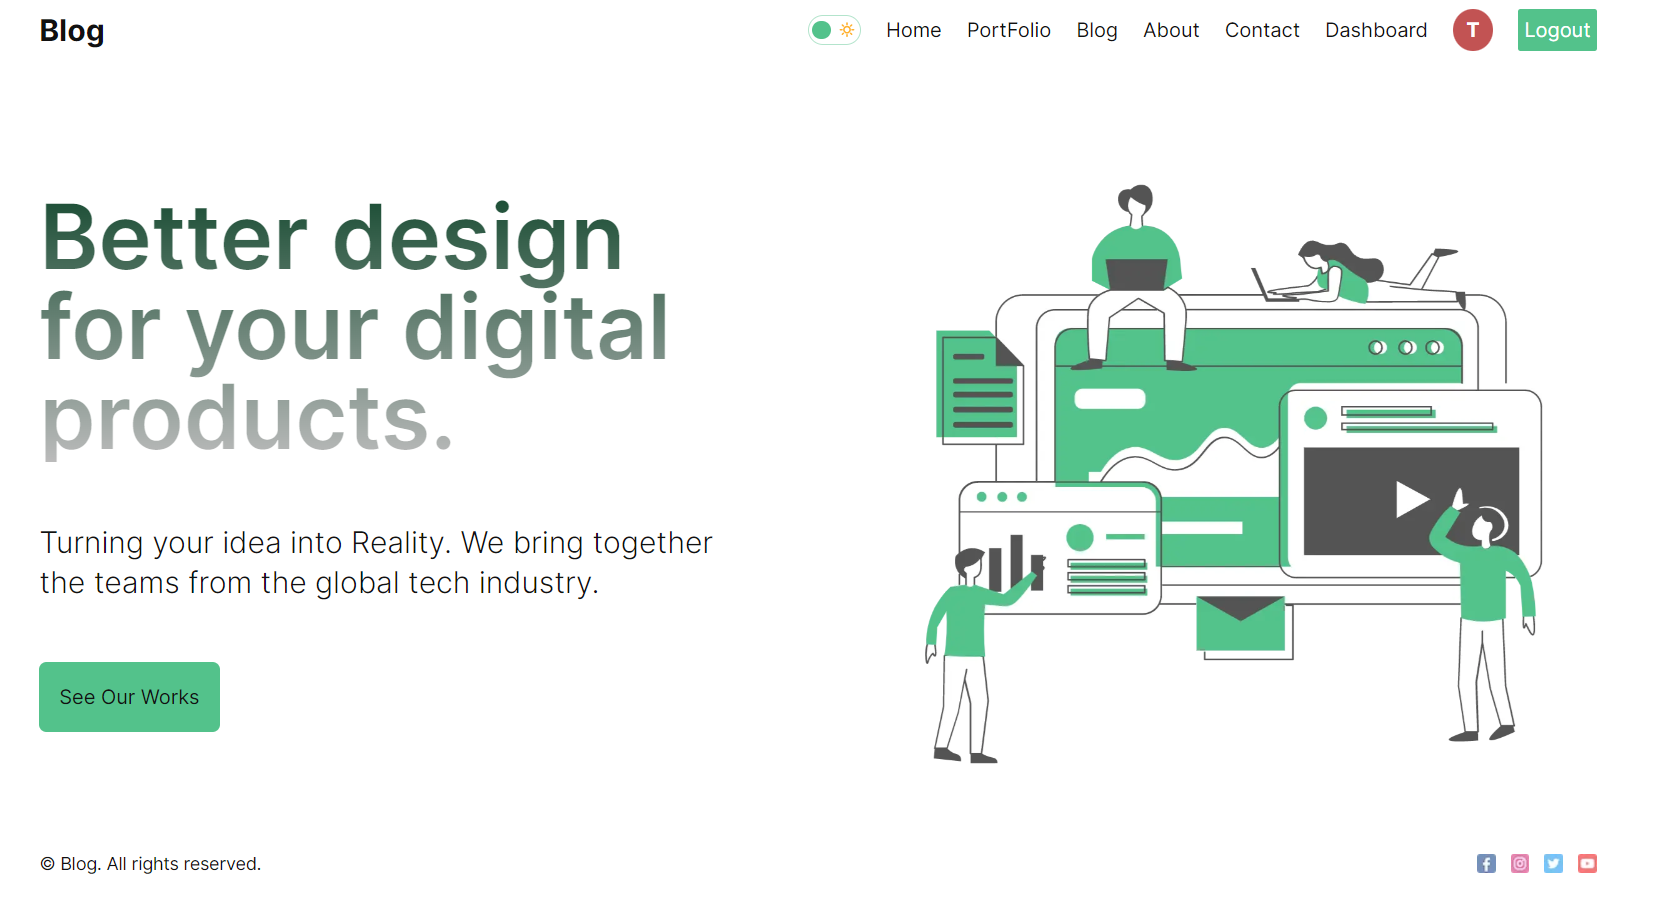 Blog
Home PortFolio Blog About Contact Dashboard T Logout
Better design
for your digital
products.
Turning your idea into Reality. We bring together
the teams from the global tech industry.
See Our Works
© Blog. All rights reserved.